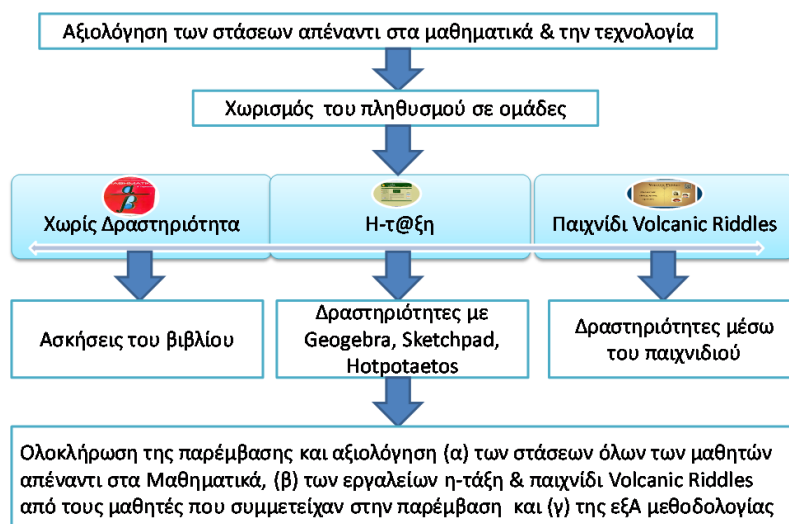 Αξιολόγηση των στάσεων απέναντι στα μαθηματικά & την τεχνολογία
Χωρισμός του πληθυσμού σε ομάδες
Χωρίς Δραστηριότητα
Η-τ@ξη
Παιχνίδι Volcanic Riddles
Ασκήσεις του βιβλίου
Δραστηριότητες με
Geogebra, Sketchpad,
Hotpotaetos
Δραστηριότητες μέσω
του παιχνιδιού
Ολοκλήρωση της παρέμβασης και αξιολόγηση (α) των στάσεων όλων των μαθητών
απέναντι στα Μαθηματικά, (β) των εργαλείων η-τάξη & παιχνίδι Volcanic Riddles
από τους μαθητές που συμμετείχαν στην παρέμβαση και (γ) της εξΑ μεθοδολογίας